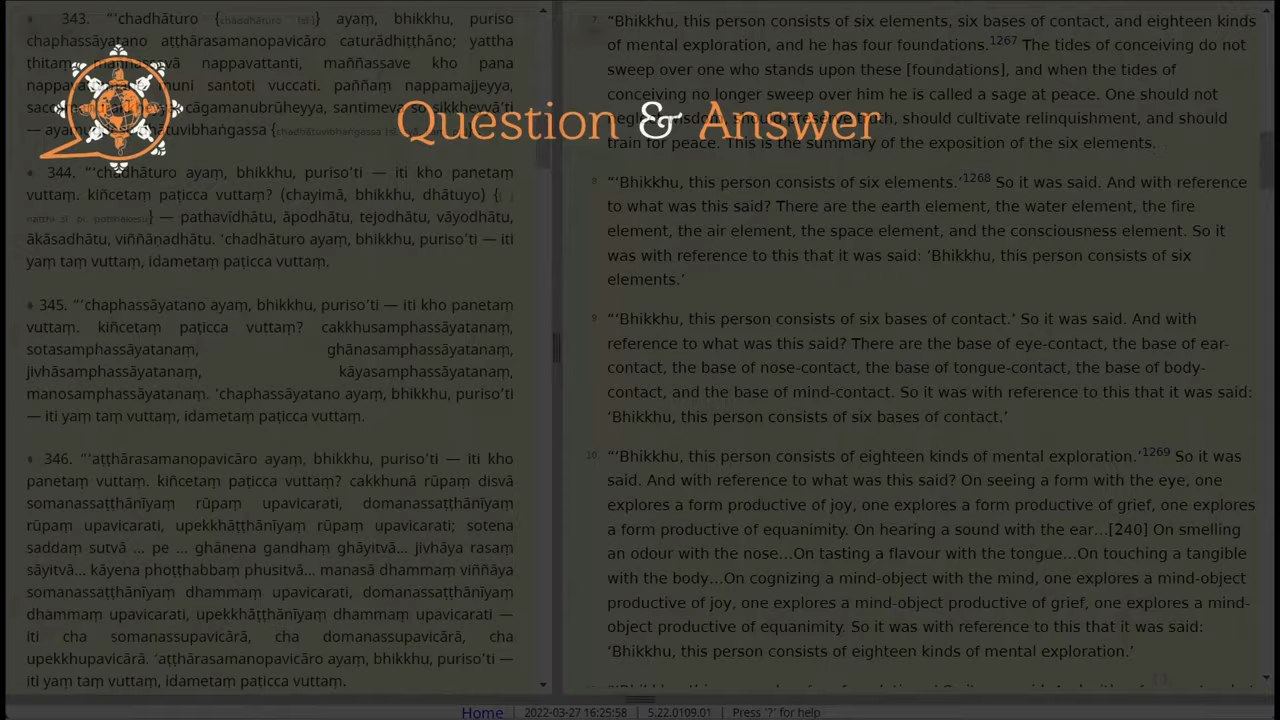 Question & Answer
343. “‘chadhāturo {chāddhāturo [sī.]} ayaṃ, bhikkhu, puriso
chaphassāyatano aṭṭhārasamanopavicāro caturādhiṭṭhāno; yattha
ṭhitaṃ maññassavā nappavattanti, maññassave kho pana
muni santoti vuccati. paññaṃ nappamajjeyya,
cāgamanubrūheyya, santimeva so sikkheyyā’ti
344. “‘chadhāturo ayaṃ, bhikkhu, puriso’ti — iti kho panetaṃ
vuttaṃ. kiñcetaṃ paṭicca vuttaṃ? (chayimā, bhikkhu, dhātuyo) {( )
natthi sī. pī. potthakesu} — pathavīdhātu, āpodhātu, tejodhātu, vāyodhātu,
ākāsadhātu, viññāṇadhātu. ‘chadhāturo ayaṃ, bhikkhu, puriso’ti — iti
yaṃ taṃ vuttaṃ, idametaṃ paṭicca vuttaṃ.
345. “‘chaphassāyatano ayaṃ, bhikkhu, puriso’ti — iti kho panetaṃ
vuttaṃ. kiñcetaṃ paṭicca vuttaṃ? cakkhusamphassāyatanaṃ,
sotasamphassāyatanaṃ, ghānasamphassāyatanaṃ,
jivhāsamphassāyatanaṃ, kāyasamphassāyatanaṃ,
manosamphassāyatanaṃ. ‘chaphassāyatano ayaṃ, bhikkhu, puriso’ti
— iti yaṃ taṃ vuttaṃ, idametaṃ paṭicca vuttaṃ.
346. “‘aṭṭhārasamanopavicāro ayaṃ, bhikkhu, puriso’ti — iti kho
panetaṃ vuttaṃ. kiñcetaṃ paṭicca vuttaṃ? cakkhunā rūpaṃ disvā
somanassaṭṭhānīyaṃ rūpaṃ upavicarati, domanassaṭṭhānīyaṃ
rūpaṃ upavicarati, upekkhāṭṭhānīyaṃ rūpaṃ upavicarati; sotena
saddaṃ sutvā ... pe ... ghānena gandhaṃ ghāyitvā... jivhāya rasaṃ
sāyitvā... kāyena phoṭṭhabbaṃ phusitvā... manasā dhammaṃ viññāya
somanassaṭṭhānīyaṃ dhammaṃ upavicarati, domanassaṭṭhānīyaṃ
dhammaṃ upavicarati, upekkhāṭṭhānīyaṃ dhammaṃ upavicarati —
iti cha somanassupavicārā, cha domanassupavicārā, cha
upekkhupavicārā. ‘aṭṭhārasamanopavicāro ayaṃ, bhikkhu, puriso’ti —
iti yaṃ taṃ vuttaṃ, idametaṃ paṭicca vuttaṃ.
7 “Bhikkhu, this person consists of six elements, six bases of contact, and eighteen kinds
of mental exploration, and he has four foundations.1267 The tides of conceiving do not
sweep over one who stands upon these [foundations], and when the tides of
conceiving no longer sweep over him he is called a sage at peace. One should not
neglect wisdom, should preserve truth, should cultivate relinquishment, and should
train for peace. This is the summary of the exposition of the six elements.
8 “‘Bhikkhu, this person consists of six elements.’1268 So it was said. And with reference
to what was this said? There are the earth element, the water element, the fire
element, the air element, the space element, and the consciousness element. So it
was with reference to this that it was said: ‘Bhikkhu, this person consists of six
elements.’
9 “‘Bhikkhu, this person consists of six bases of contact.’ So it was said. And with
reference to what was this said? There are the base of eye-contact, the base of ear-
contact, the base of nose-contact, the base of tongue-contact, the base of body-
contact, and the base of mind-contact. So it was with reference to this that it was said:
‘Bhikkhu, this person consists of six bases of contact.’
10 “‘Bhikkhu, this person consists of eighteen kinds of mental exploration.’1269 So it was
said. And with reference to what was this said? On seeing a form with the eye, one
explores a form productive of joy, one explores a form productive of grief, one explores
a form productive of equanimity. On hearing a sound with the ear...[240] On smelling
an odour with the nose...On tasting a flavour with the tongue...On touching a tangible
with the body...On cognizing a mind-object with the mind, one explores a mind-object
productive of joy, one explores a mind-object productive of grief, one explores a mind-
object productive of equanimity. So it was with reference to this that it was said:
‘Bhikkhu, this person consists of eighteen kinds of mental exploration.’
Home | 2022-03-27 16:25:58 | 5.22.0109.01 | Press '?' for help